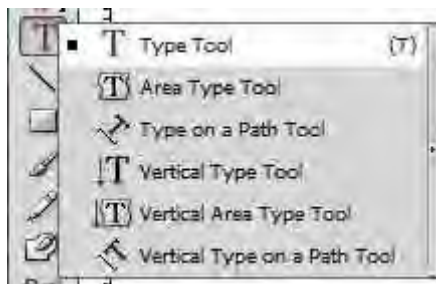 Type Tool (T)
Area Type Tool
Type on a Path Tool
Vertical Type Tool
Vertical Area Type Tool
Vertical Type on a Path Tool